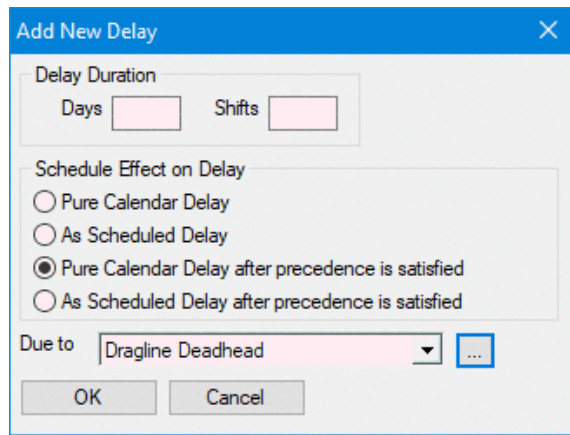 Add New Delay
Delay Duration
Days Shifts
Schedule Effect on Delay
Pure Calendar Delay
As Scheduled Delay
Pure Calendar Delay after precedence is satisfied
As Scheduled Delay after precedence is satisfied
Due to Dragline Deadhead ...
OK Cancel